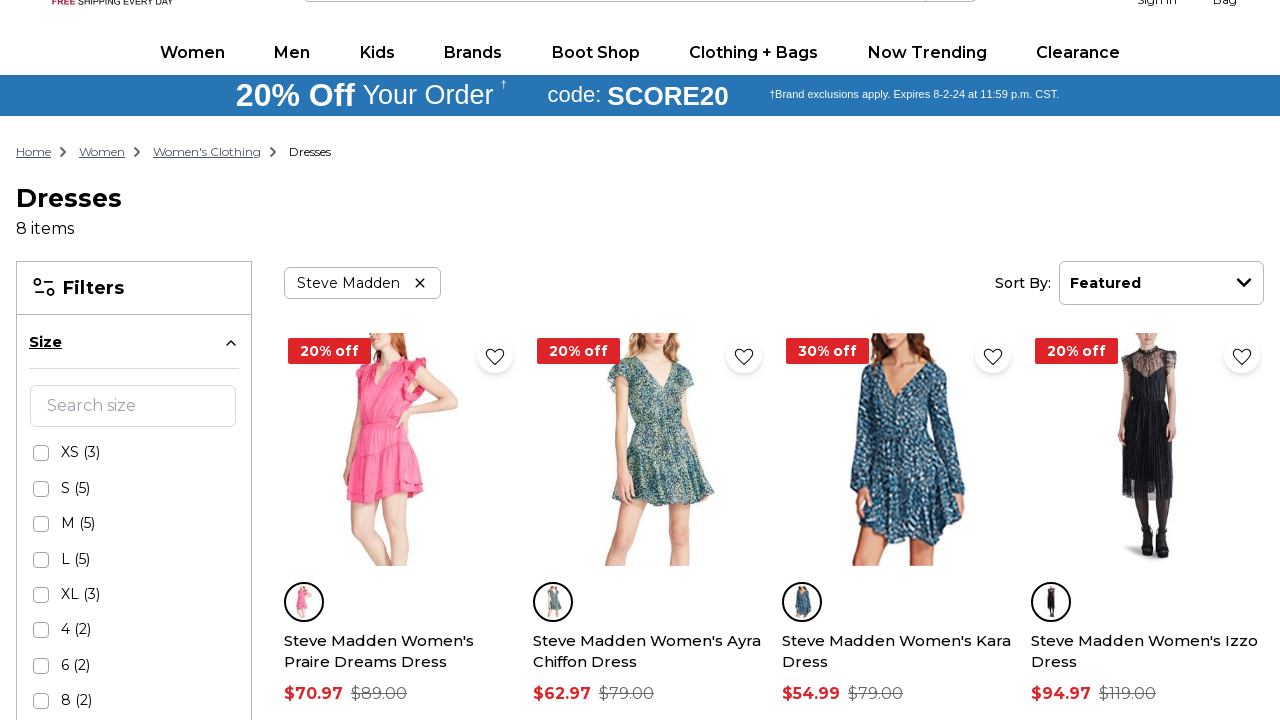 FREE SHIPPING EVERY DAY
Sign In
Bag
Women
Men
Kids
Brands
Boot Shop
Clothing + Bags
Now Trending
Clearance
20% Off Your Order †
code: SCORE20
†Brand exclusions apply. Expires 8-2-24 at 11:59 p.m. CST.
Home
Women
Women's Clothing
Dresses
Dresses
8 items
Filters
Steve Madden
Sort By:
Featured
Size
Search size
XS (3)
S (5)
M (5)
L (5)
XL (3)
4 (2)
6 (2)
8 (2)
20% off
Steve Madden Women's
Praire Dreams Dress
$70.97 $89.00
20% off
Steve Madden Women's Ayra
Chiffon Dress
$62.97 $79.00
30% off
Steve Madden Women's Kara
Dress
$54.99 $79.00
20% off
Steve Madden Women's Izzo
Dress
$94.97 $119.00